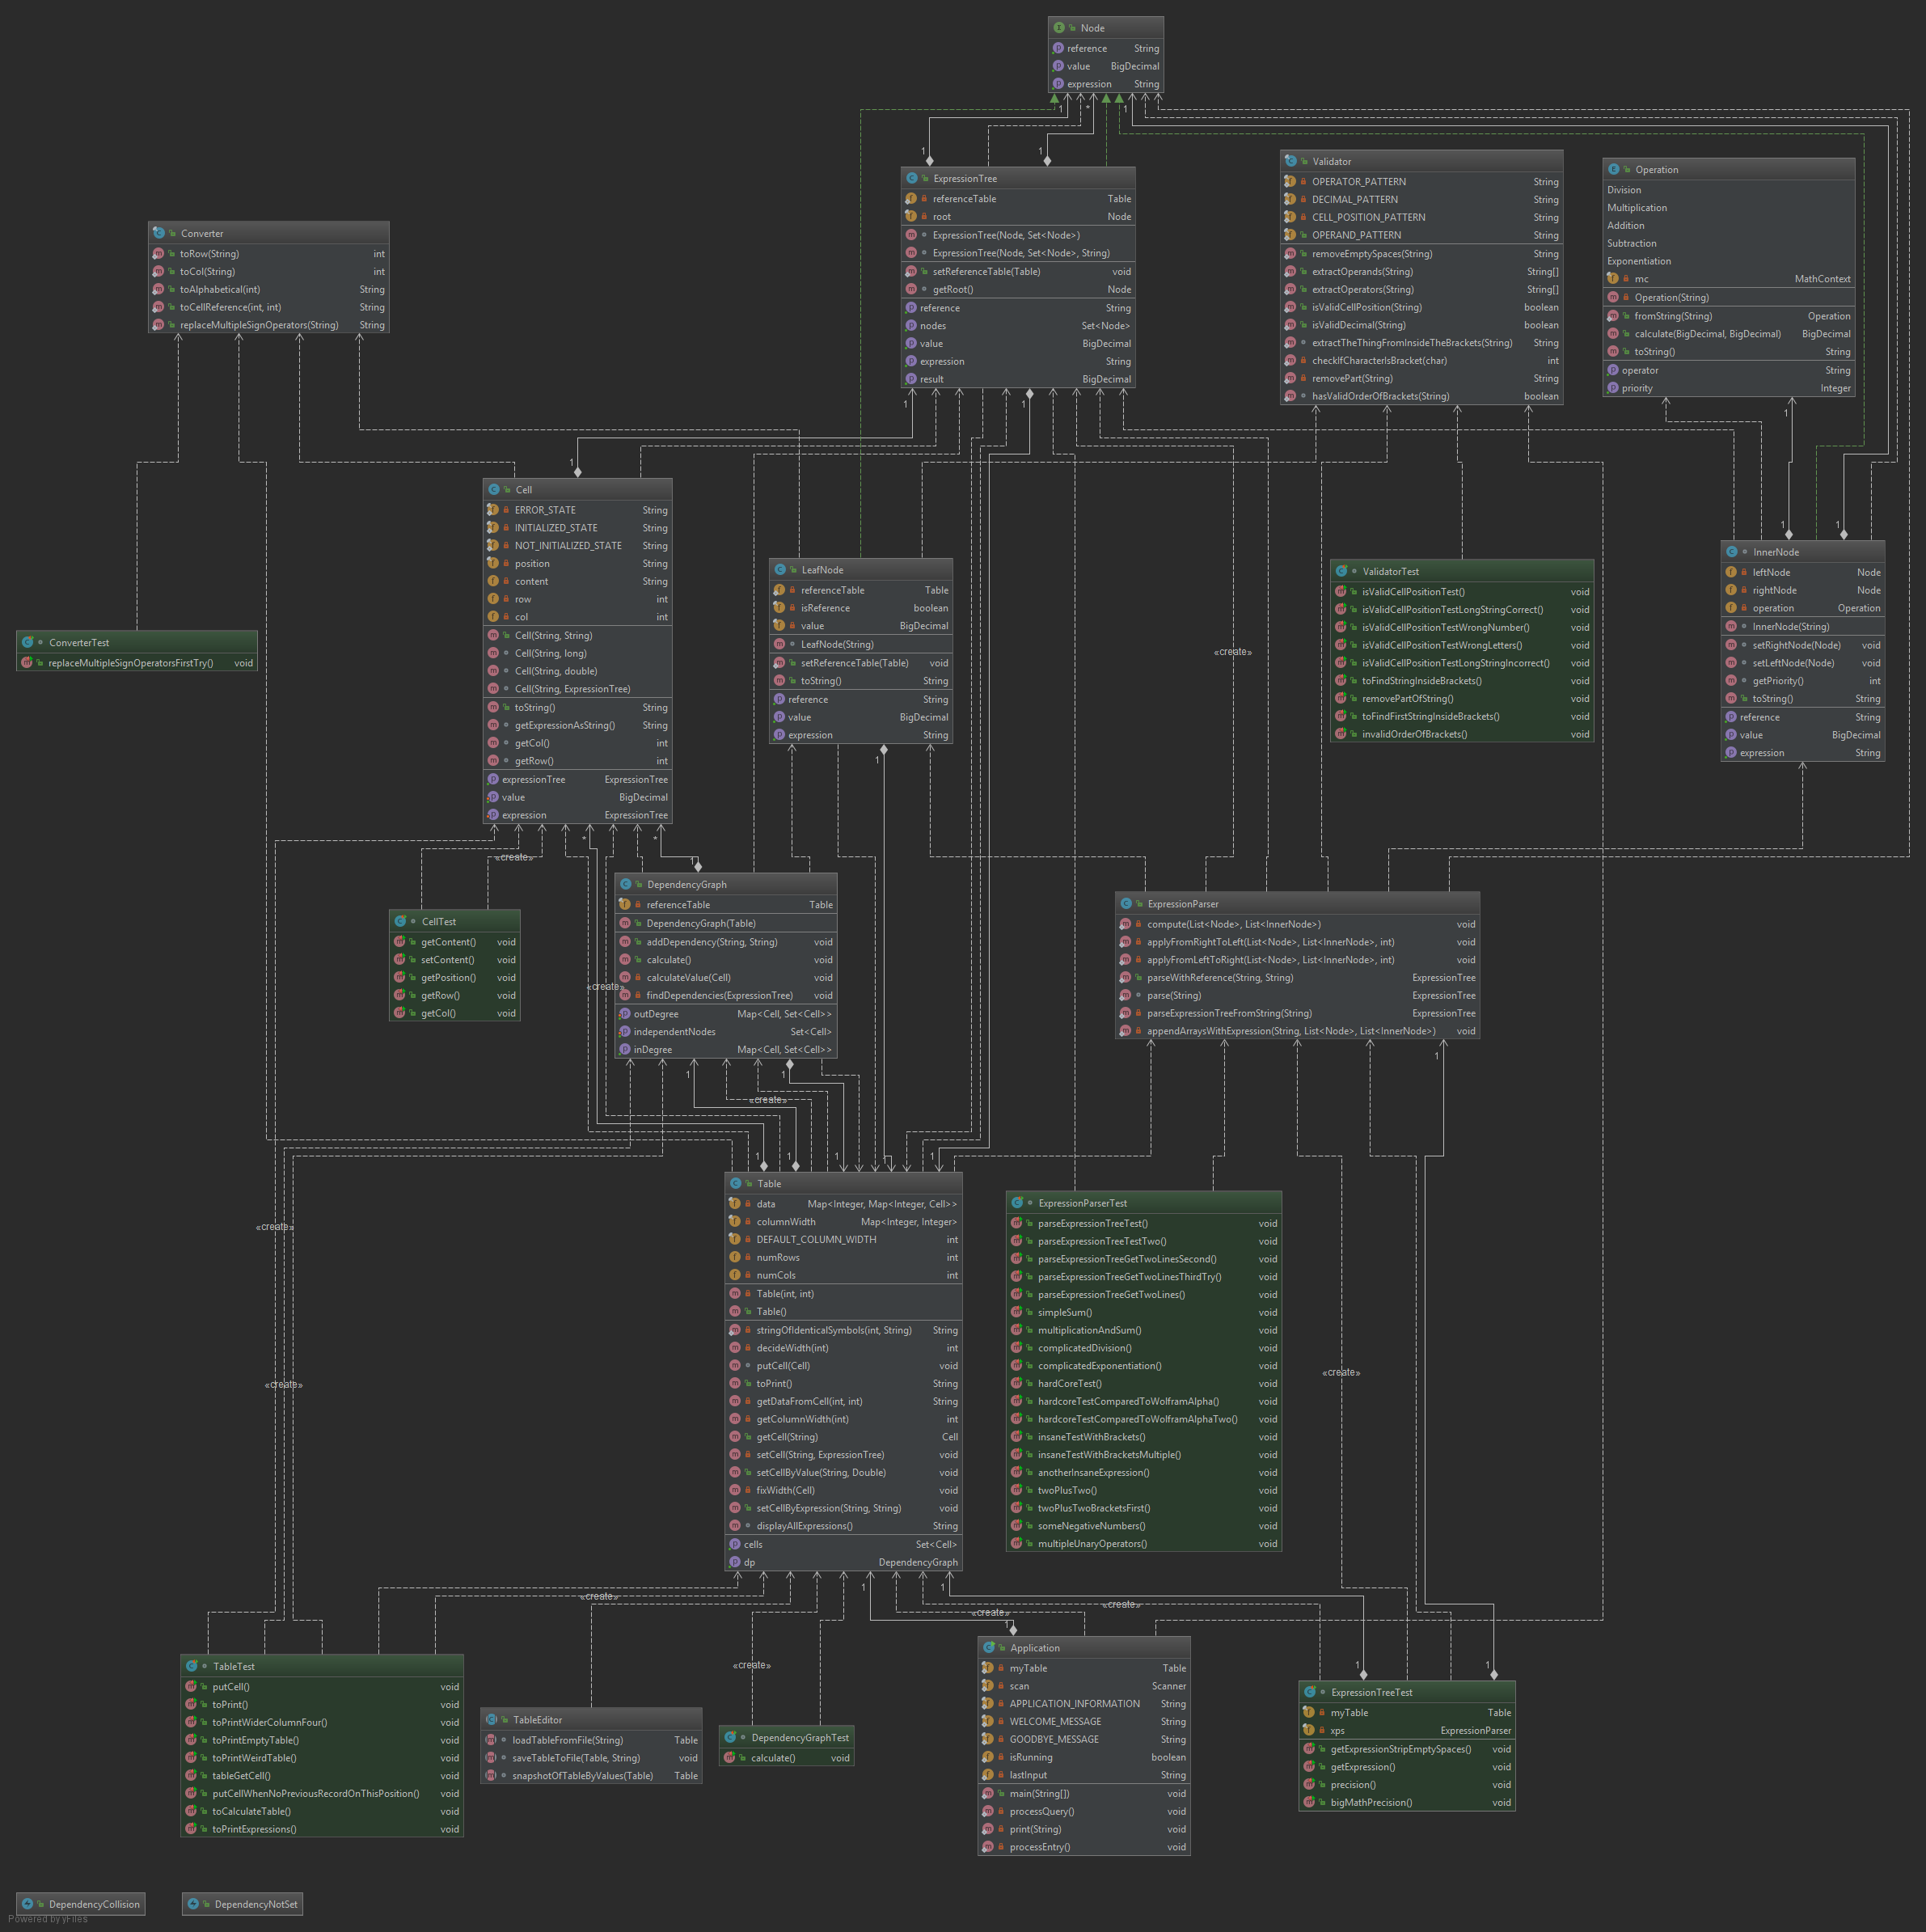 Node
reference String
value BigDecimal
expression String
1
*
1
1
1
ExpressionTree
referenceTable Table
root Node
ExpressionTree(Node, Set<Node>)
ExpressionTree(Node, Set<Node>, String)
setReferenceTable(Table) void
getRoot() Node
reference String
nodes Set<Node>
value BigDecimal
expression String
result BigDecimal
Validator
OPERATOR_PATTERN String
DECIMAL_PATTERN String
CELL_POSITION_PATTERN String
OPERAND_PATTERN String
removeEmptySpaces(String) String
extractOperands(String) String[]
extractOperators(String) String[]
isValidCellPosition(String) boolean
isValidDecimal(String) boolean
extractTheThingFromInsideTheBrackets(String) String
checkIfCharacterIsBracket(char) int
removePart(String) String
hasValidOrderOfBrackets(String) boolean
Operation
Division
Multiplication
Addition
Subtraction
Exponentiation
mc MathContext
Operation(String)
fromString(String) Operation
calculate(BigDecimal, BigDecimal) BigDecimal
toString() String
operator String
priority Integer
Converter
toRow(String) int
toCol(String) int
toAlphabetical(int) String
toCellReference(int, int) String
replaceMultipleSignOperators(String) String
1
1
1
1
Cell
ERROR_STATE String
INITIALIZED_STATE String
NOT_INITIALIZED_STATE String
position String
content String
row int
col int
Cell(String, String)
Cell(String, long)
Cell(String, double)
Cell(String, ExpressionTree)
toString() String
getExpressionAsString() String
getCol() int
getRow() int
expressionTree ExpressionTree
value BigDecimal
expression ExpressionTree
1
1
LeafNode
referenceTable Table
isReference boolean
value BigDecimal
LeafNode(String)
setReferenceTable(Table) void
toString() String
reference String
value BigDecimal
expression String
1
ValidatorTest
isValidCellPositionTest() void
isValidCellPositionTestLongStringCorrect() void
isValidCellPositionTestWrongNumber() void
isValidCellPositionTestWrongLetters() void
isValidCellPositionTestLongStringIncorrect() void
toFindStringInsideBrackets() void
removePartOfString() void
toFindFirstStringInsideBrackets() void
invalidOrderOfBrackets() void
InnerNode
leftNode Node
rightNode Node
operation Operation
InnerNode(String)
setRightNode(Node) void
setLeftNode(Node) void
getPriority() int
toString() String
reference String
value BigDecimal
expression String
ConverterTest
replaceMultipleSignOperatorsFirstTry() void
«create»
«create»
*
*
1
CellTest
getContent() void
setContent() void
getPosition() void
getRow() void
getCol() void
DependencyGraph
referenceTable Table
DependencyGraph(Table)
addDependency(String, String) void
calculate() void
calculateValue(Cell) void
findDependencies(ExpressionTree) void
outDegree Map<Cell, Set<Cell>>
independentNodes Set<Cell>
inDegree Map<Cell, Set<Cell>>
«create»
ExpressionParser
compute(List<Node>, List<InnerNode>) void
applyFromRightToLeft(List<Node>, List<InnerNode>, int) void
applyFromLeftToRight(List<Node>, List<InnerNode>, int) void
parseWithReference(String, String) ExpressionTree
parse(String) ExpressionTree
parseExpressionTreeFromString(String) ExpressionTree
appendArraysWithExpression(String, List<Node>, List<InnerNode>) void
1
1
1
«create»
1
1
1
1
1
Table
data Map<Integer, Map<Integer, Cell>>
columnWidth Map<Integer, Integer>
DEFAULT_COLUMN_WIDTH int
numRows int
numCols int
Table(int, int)
Table()
stringOfIdenticalSymbols(int, String) String
decideWidth(int) int
putCell(Cell) void
toPrint() String
getDataFromCell(int, int) String
getColumnWidth(int) int
getCell(String) Cell
setCell(String, ExpressionTree) void
setCellByValue(String, Double) void
fixWidth(Cell) void
setCellByExpression(String, String) void
displayAllExpressions() String
cells Set<Cell>
dp DependencyGraph
ExpressionParserTest
parseExpressionTreeTest() void
parseExpressionTreeTestTwo() void
parseExpressionTreeGetTwoLinesSecond() void
parseExpressionTreeGetTwoLinesThirdTry() void
parseExpressionTreeGetTwoLines() void
simpleSum() void
multiplicationAndSum() void
complicatedDivision() void
complicatedExponentiation() void
hardCoreTest() void
hardcoreTestComparedToWolframAlpha() void
hardcoreTestComparedToWolframAlphaTwo() void
insaneTestWithBrackets() void
insaneTestWithBracketsMultiple() void
anotherInsaneExpression() void
twoPlusTwo() void
twoPlusTwoBracketsFirst() void
someNegativeNumbers() void
multipleUnaryOperators() void
«create»
«create»
«create»
1
1
«create»
«create»
«create»
1
1
1
«create»
TableTest
putCell() void
toPrint() void
toPrintWiderColumnFour() void
toPrintEmptyTable() void
toPrintWeirdTable() void
tableGetCell() void
putCellWhenNoPreviousRecordOnThisPosition() void
toCalculateTable() void
toPrintExpressions() void
TableEditor
loadTableFromFile(String) Table
saveTableToFile(Table, String) void
snapshotOfTableByValues(Table) Table
DependencyGraphTest
calculate() void
Application
myTable Table
scan Scanner
APPLICATION_INFORMATION String
WELCOME_MESSAGE String
GOODBYE_MESSAGE String
isRunning boolean
lastInput String
main(String[]) void
processQuery() void
print(String) void
processEntry() void
ExpressionTreeTest
myTable Table
xps ExpressionParser
getExpressionStripEmptySpaces() void
getExpression() void
precision() void
bigMathPrecision() void
DependencyCollision
DependencyNotSet
Powered by yFiles